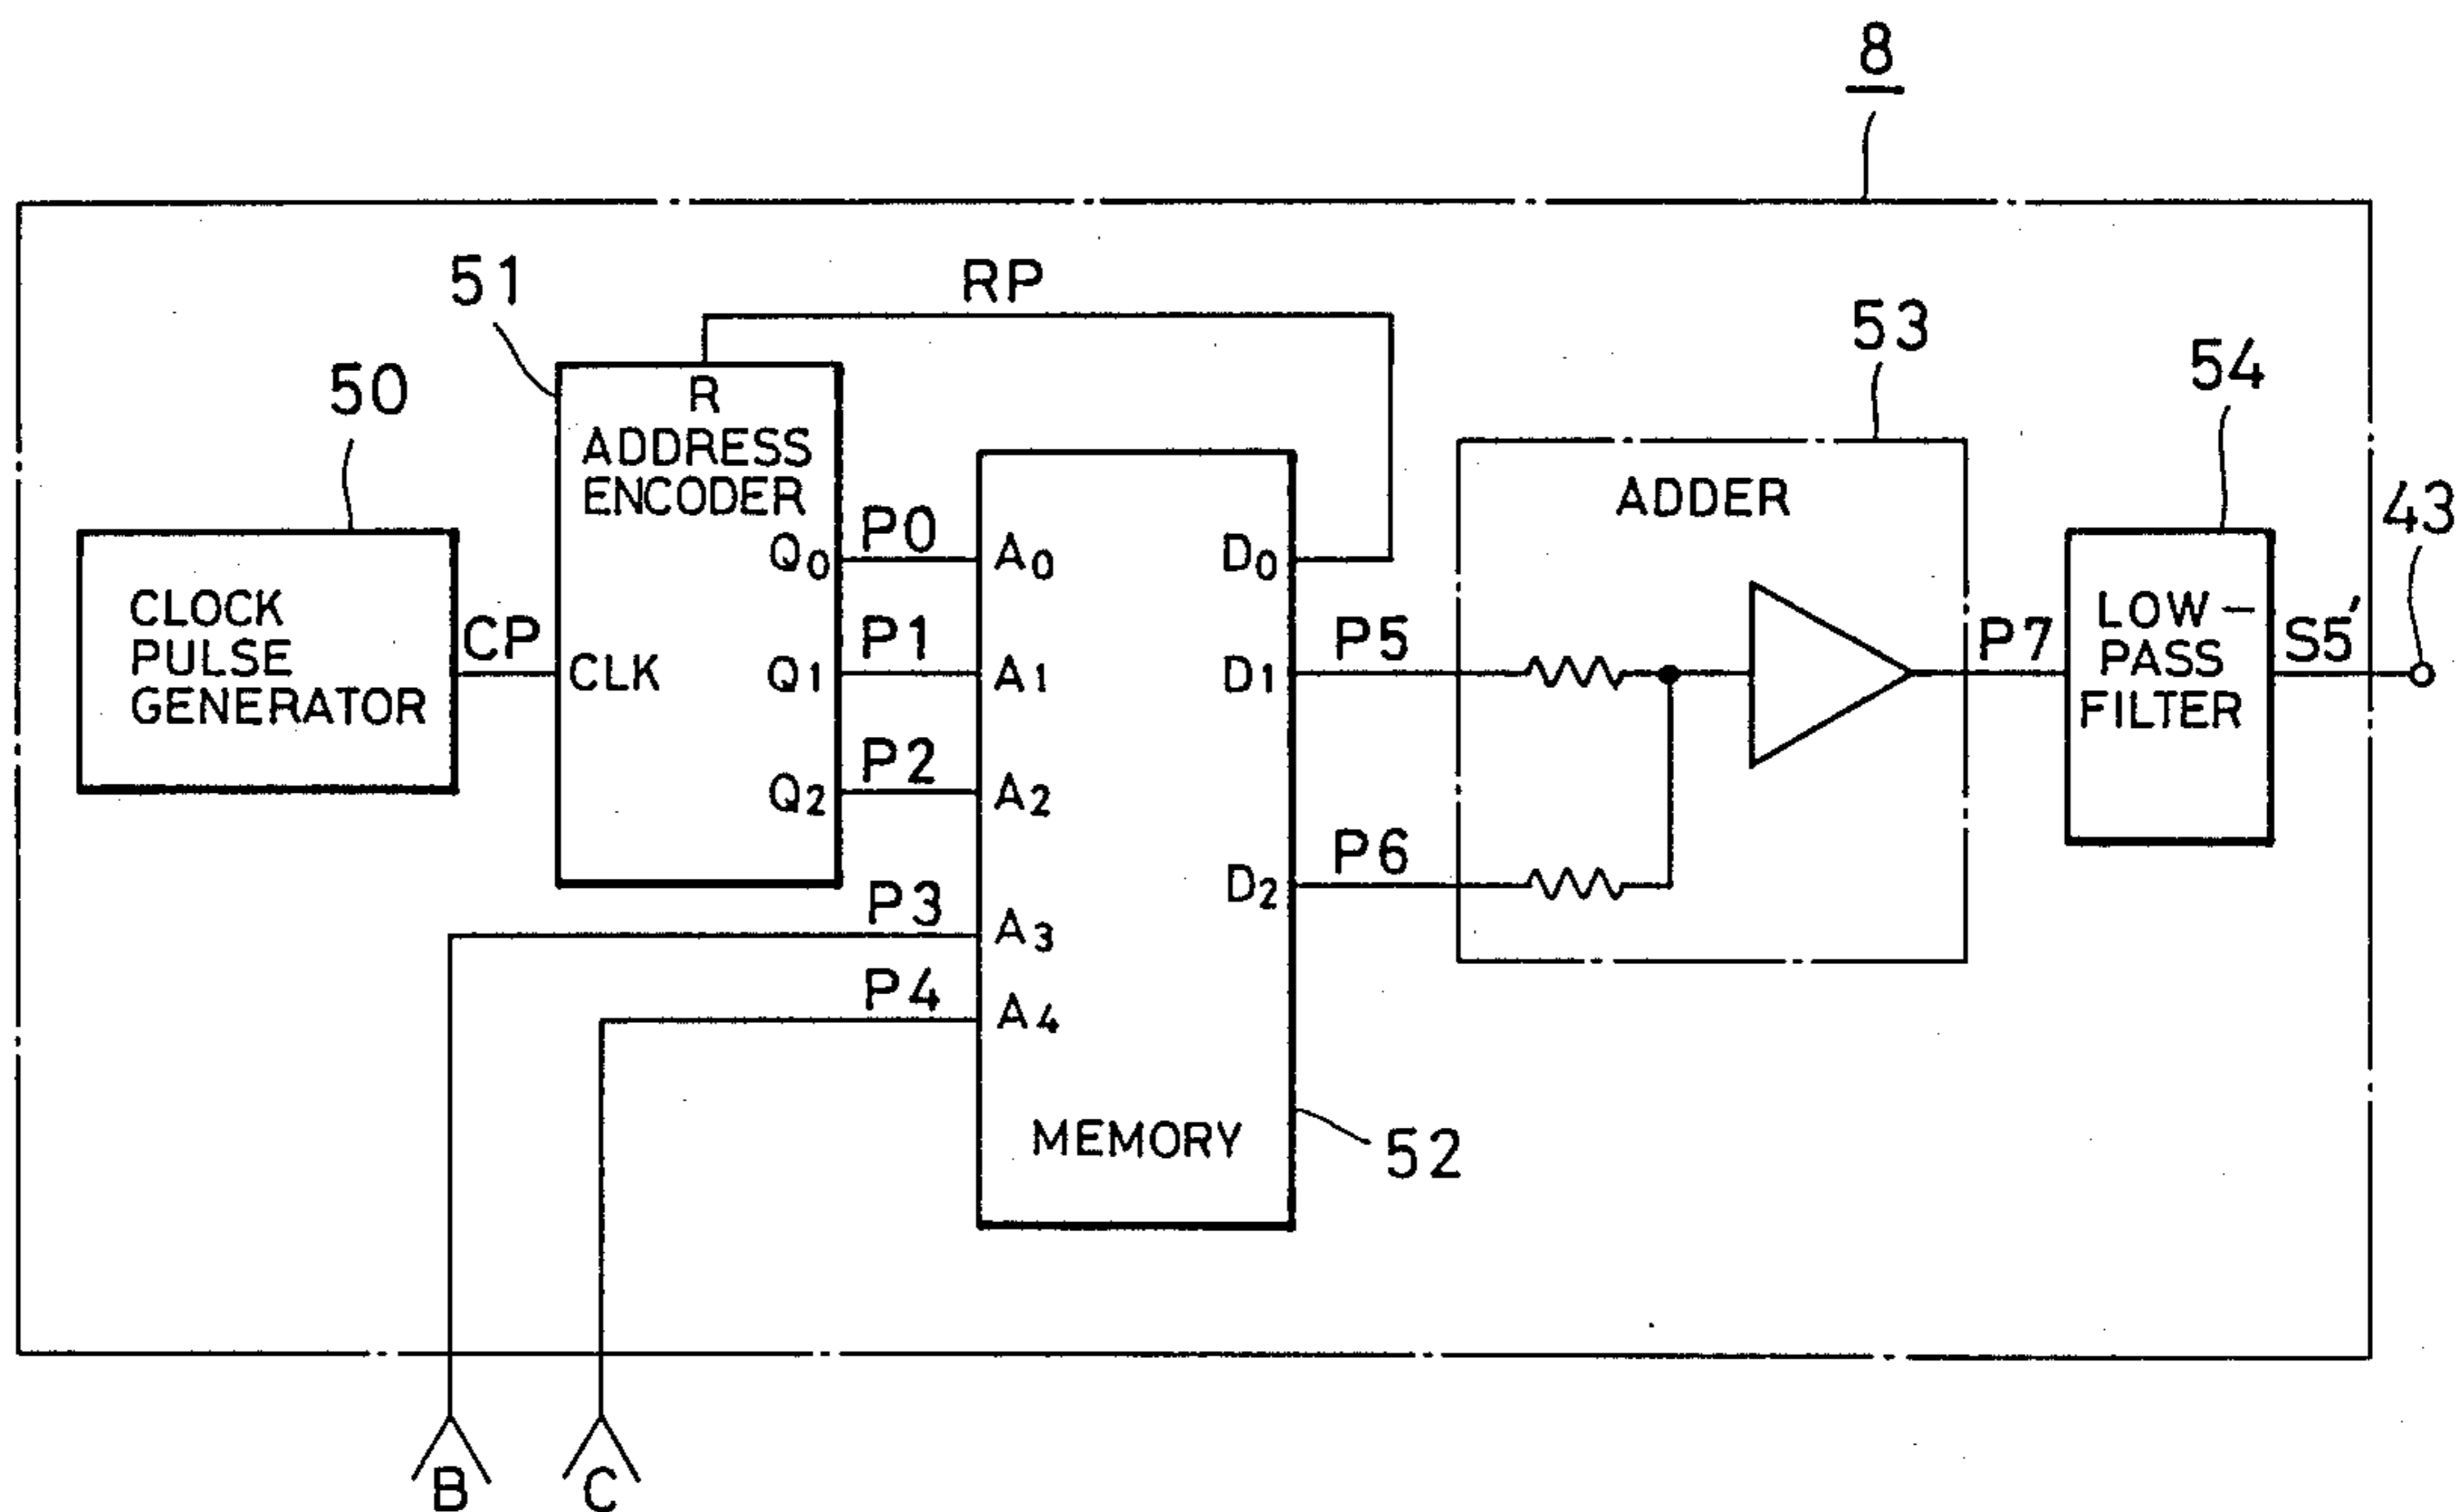 8
51
RP
53
54
50
R
ADDRESS
ENCODER
ADDER
43
Q0
P0
A0
D0
CLOCK
PULSE
GENERATOR
CP
CLK
Q1
P1
A1
D1
P5
P7
LOW-
PASS
FILTER
S5'
Q2
P2
A2
P6
D2
P3
A3
P4
A4
MEMORY
52
B
C